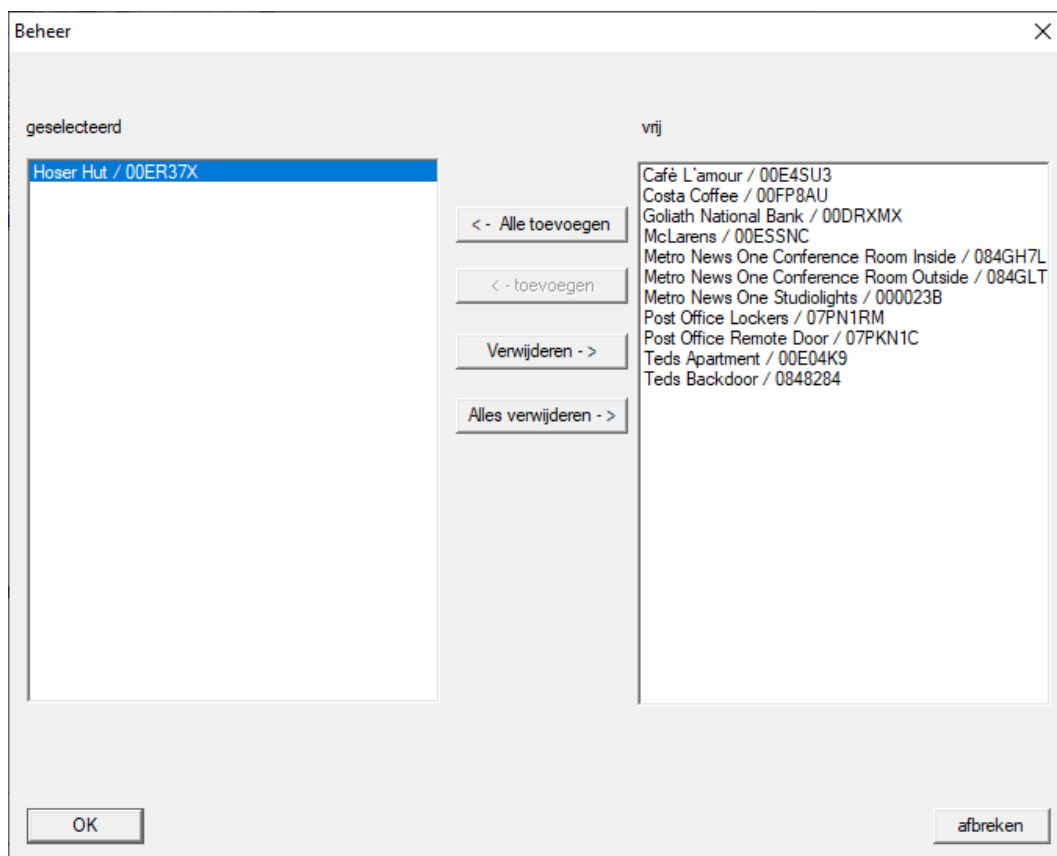 Beheer
geselecteerd
vrij
Hoser Hut / 00ER37X
< - Alle toevoegen
< - toevoegen
Verwijderen - >
Alles verwijderen - >
Cafè L`amour / 00E4SU3
Costa Coffee / 00FP8AU
Goliath National Bank / 00DRXMX
McLarens / 00ESSNC
Metro News One Conference Room Inside / 084GH7L
Metro News One Conference Room Outside / 084GLT
Metro News One Studiolights / 000023B
Post Office Lockers / 07PN1RM
Post Office Remote Door / 07PKN1C
Teds Apartment / 00E04K9
Teds Backdoor / 0848284
OK
afbreken